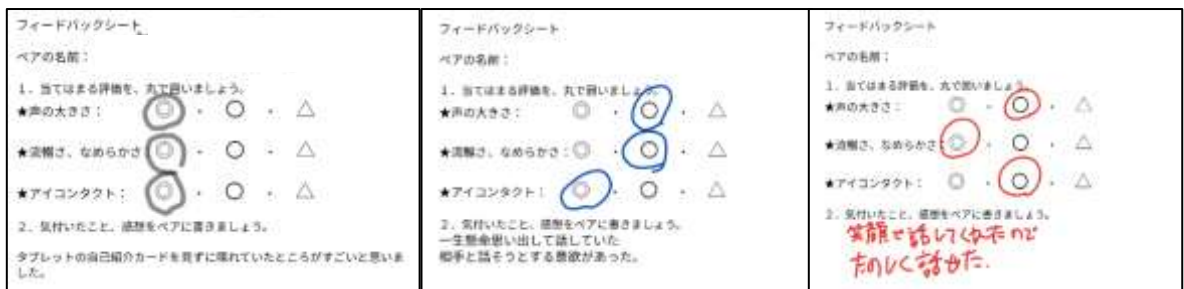 フィードバックシート
ペアの名前：
1．当てはまる評価を、丸で囲いましょう。
★声の大きさ： ◎ ・ ○ ・ △
★流暢さ、なめらかさ：◎ ・ ○ ・ △
★アイコンタクト： ◎ ・ ○ ・ △
2．気付いたこと、感想をペアに書きましょう。
タブレットの自己紹介カードを見ずに喋れていたところがすごいと思いま
した。
フィードバックシート
ペアの名前：
1．当てはまる評価を、丸で囲いましょう。
★声の大きさ： ◎ ・ ○ ・ △
★流暢さ、なめらかさ：◎ ・ ○ ・ △
★アイコンタクト： ◎ ・ ○ ・ △
2．気付いたこと、感想をペアに書きましょう。
一生懸命思い出して話していた
相手と話そうとする意欲があった。
フィードバックシート
ペアの名前：
1．当てはまる評価を、丸で囲いましょう。
★声の大きさ： ◎ ・ ○ ・ △
★流暢さ、なめらかさ：◎ ・ ○ ・ △
★アイコンタクト： ◎ ・ ○ ・ △
2．気付いたこと、感想をペアに書きましょう。
笑顔で話してくれたので
たのしく話せた.